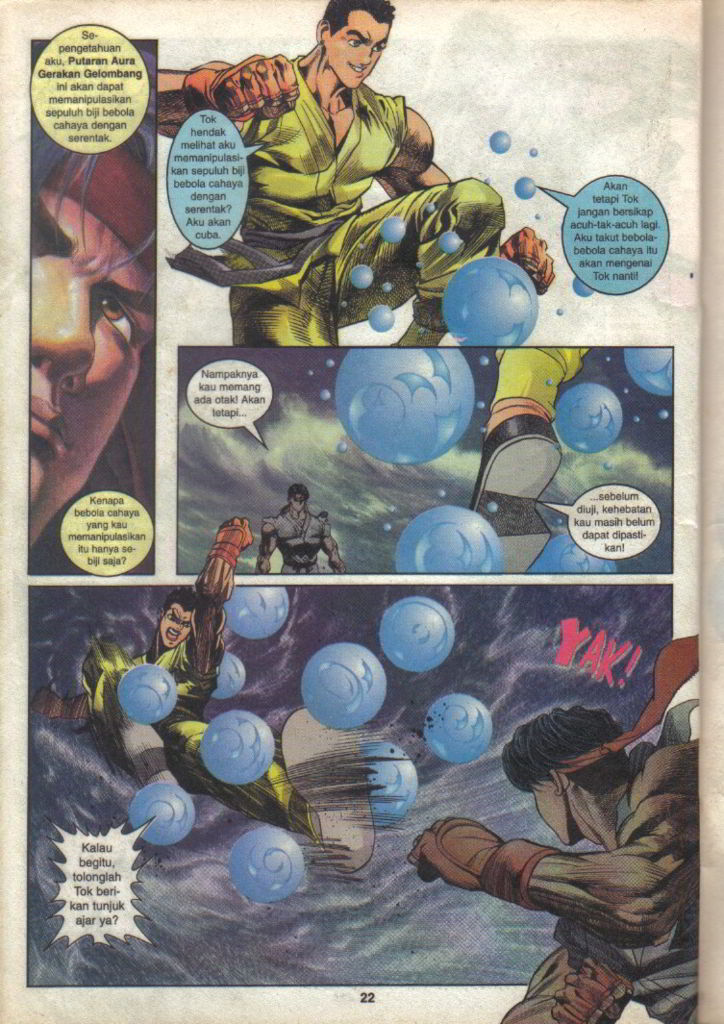 Se-
pengetahuan
aku, Putaran Aura
Gerakan Gelombang
ini akan dapat
memanipulasikan
sepuluh biji bebola
cahaya dengan
serentak.
Tok
hendak
melihat aku
memanipulasi-
kan sepuluh biji
bebola cahaya
dengan
serentak?
Aku akan
cuba.
Akan
tetapi Tok
jangan bersikap
acuh-tak-acuh lagi.
Aku takut bebola-
bebola cahaya itu
akan mengenai
Tok nanti!
Kenapa
bebola cahaya
yang kau
memanipulasikan
itu hanya se-
biji saja?
Nampaknya
kau memang
ada otak! Akan
tetapi...
...sebelum
diuji, kehebatan
kau masih belum
dapat dipasti-
kan!
YAK!
Kalau
begitu,
tolonglah
Tok beri-
kan tunjuk
ajar ya?
22